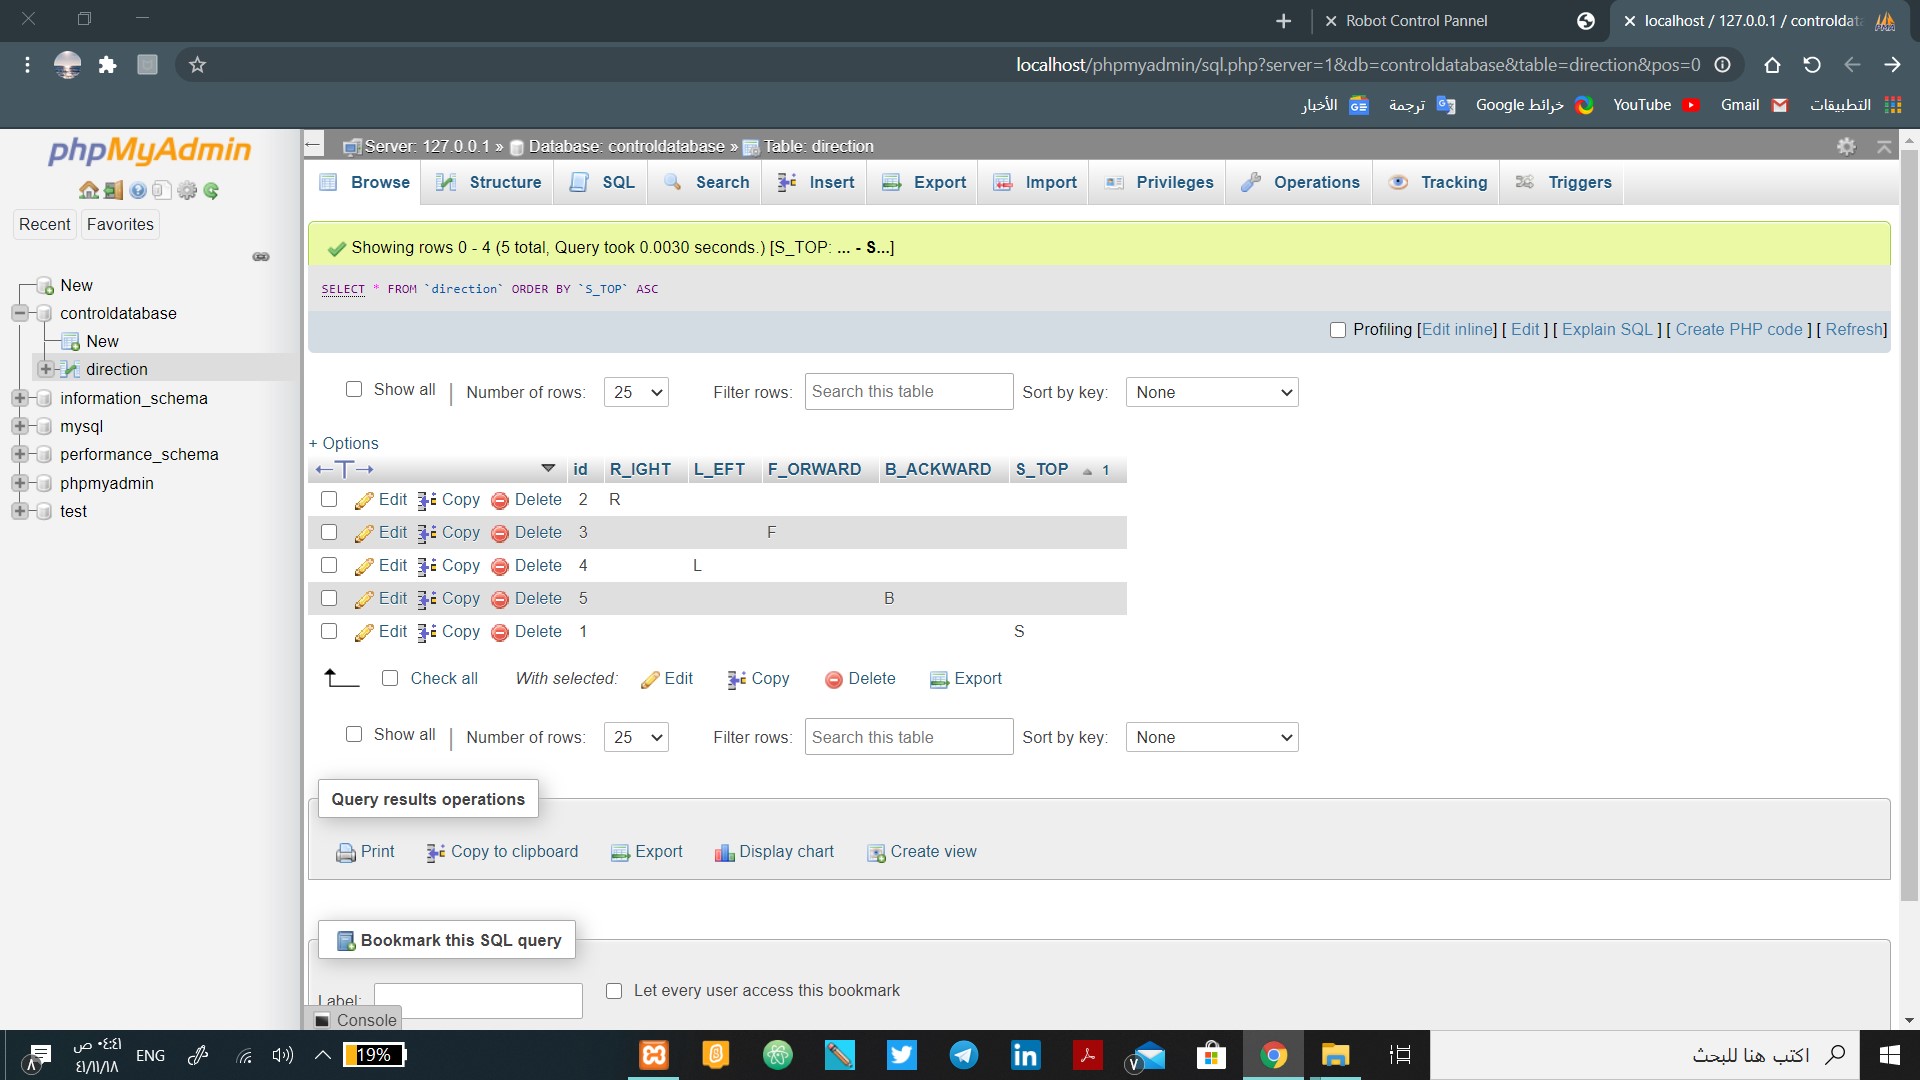 Robot Control Pannel
localhost / 127.0.0.1 / controldat
localhost/phpmyadmin/sql.php?server=1&db=controldatabase&table=direction&pos=0
التطبيقات
Gmail
YouTube
خرائط Google
ترجمة
الأخبار
phpMyAdmin
Recent
Favorites
New
controldatabase
New
direction
information_schema
mysql
performance_schema
phpmyadmin
test
Server: 127.0.0.1 » Database: controldatabase » Table: direction
Browse Structure SQL Search Insert Export Import Privileges Operations Tracking Triggers
Showing rows 0 - 4 (5 total, Query took 0.0030 seconds.) [S_TOP: ... - S...]
SELECT * FROM `direction` ORDER BY `S_TOP` ASC
Profiling [Edit inline] [ Edit ] [ Explain SQL ] [ Create PHP code ] [ Refresh]
Show all | Number of rows: 25 Filter rows: Search this table Sort by key: None
+ Options
←T→ id R_IGHT L_EFT F_ORWARD B_ACKWARD S_TOP 1
Edit Copy Delete 2 R
Edit Copy Delete 3 F
Edit Copy Delete 4 L
Edit Copy Delete 5 B
Edit Copy Delete 1 S
Check all With selected: Edit Copy Delete Export
Show all | Number of rows: 25 Filter rows: Search this table Sort by key: None
Query results operations
Print Copy to clipboard Export Display chart Create view
Bookmark this SQL query
Label: Let every user access this bookmark
Console
٠٤:٤١ ص
٤١/١١/١٨
ENG
19%
اكتب هنا للبحث